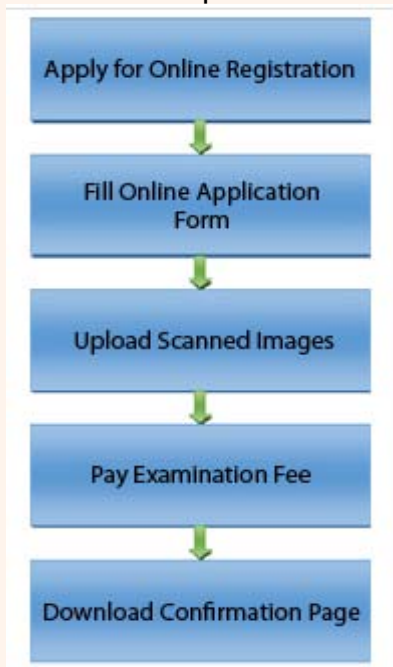 Apply for Online Registration
Fill Online Application
Form
Upload Scanned Images
Pay Examination Fee
Download Confirmation Page